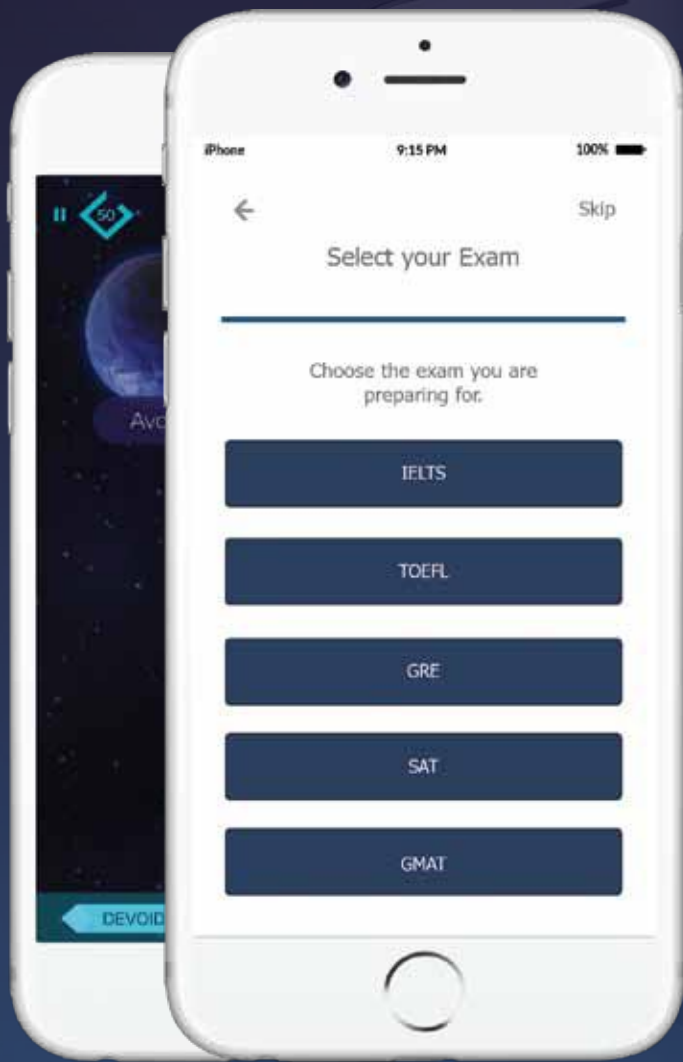 iPhone 9:15 PM 100%
Skip
Select your Exam
Choose the exam you are
preparing for.
IELTS
TOEFL
GRE
SAT
GMAT
50
DEVOID